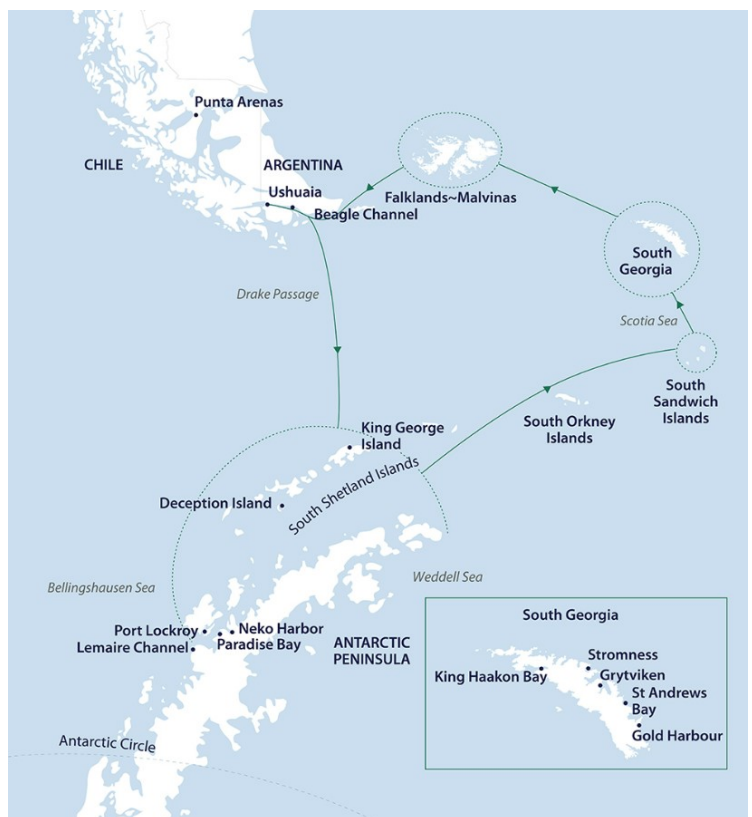 Punta Arenas
CHILE
ARGENTINA
Ushuaia
Beagle Channel
Falklands~Malvinas
South
Georgia
Drake Passage
Scotia Sea
South
Sandwich
Islands
South Orkney
Islands
King George
Island
South Shetland Islands
Deception Island
Bellingshausen Sea
Weddell Sea
Port Lockroy
Neko Harbor
Lemaire Channel
Paradise Bay
ANTARCTIC
PENINSULA
Antarctic Circle
South Georgia
Stromness
King Haakon Bay
Grytviken
St Andrews
Bay
Gold Harbour